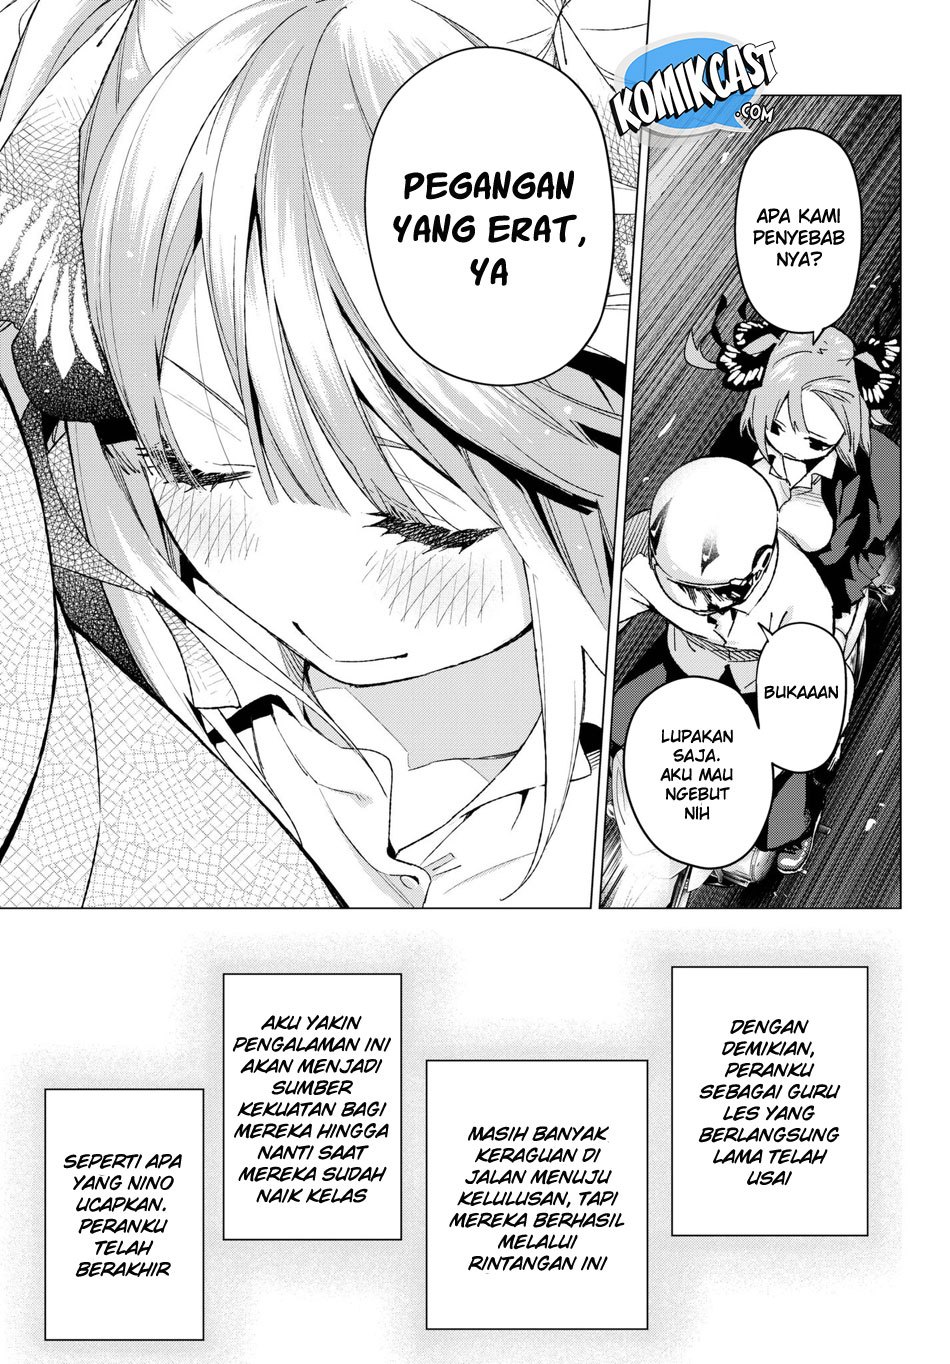 KOMIKCAST
.COM
APA KAMI
PENYEBAB
NYA?
BUKAAAN
LUPAKAN
SAJA.
AKU MAU
NGEBUT
NIH
PEGANGAN
YANG ERAT,
YA
DENGAN
DEMIKIAN,
PERANKU
SEBAGAI GURU
LES YANG
BERLANGSUNG
LAMA TELAH
USAI
MASIH BANYAK
KERAGUAN DI
JALAN MENUJU
KELULUSAN, TAPI
MEREKA BERHASIL
MELALUI
RINTANGAN INI
AKU YAKIN
PENGALAMAN INI
AKAN MENJADI
SUMBER
KEKUATAN BAGI
MEREKA HINGGA
NANTI SAAT
MEREKA SUDAH
NAIK KELAS
SEPERTI APA
YANG NINO
UCAPKAN.
PERANKU
TELAH
BERAKHIR